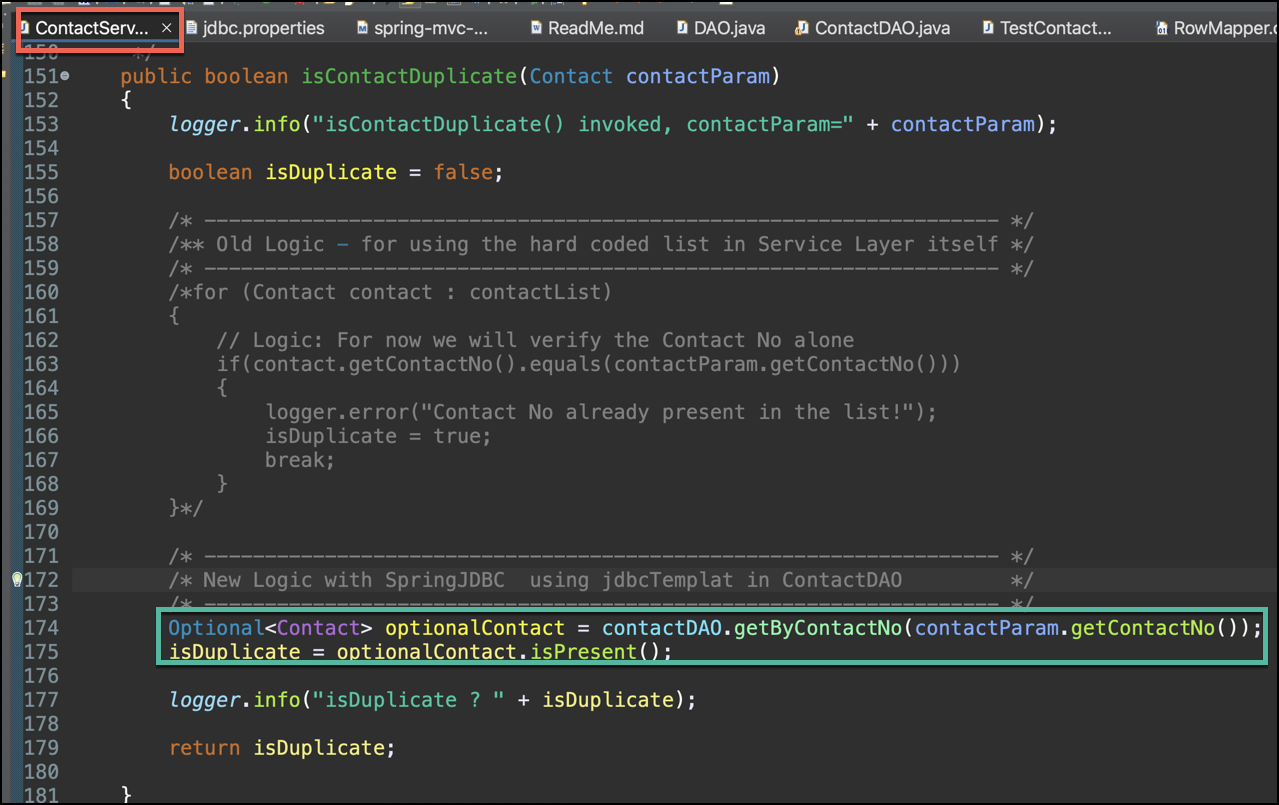 ContactServ... × jdbc.properties spring-mvc-... ReadMe.md DAO.java ContactDAO.java TestContact... RowMapper.c
150 */
151 public boolean isContactDuplicate(Contact contactParam)
152 {
153 logger.info("isContactDuplicate() invoked, contactParam=" + contactParam);
154
155 boolean isDuplicate = false;
156
157 /* ------------------------------------------------------------------ */
158 /** Old Logic - for using the hard coded list in Service Layer itself */
159 /* ------------------------------------------------------------------ */
160 /*for (Contact contact : contactList)
161 {
162 // Logic: For now we will verify the Contact No alone
163 if(contact.getContactNo().equals(contactParam.getContactNo()))
164 {
165 logger.error("Contact No already present in the list!");
166 isDuplicate = true;
167 break;
168 }
169 }*/
170
171 /* ------------------------------------------------------------------ */
172 /* New Logic with SpringJDBC  using jdbcTemplat in ContactDAO */
173 /* ------------------------------------------------------------------ */
174 Optional<Contact> optionalContact = contactDAO.getByContactNo(contactParam.getContactNo());
175 isDuplicate = optionalContact.isPresent();
176
177 logger.info("isDuplicate ? " + isDuplicate);
178
179 return isDuplicate;
180
181 }